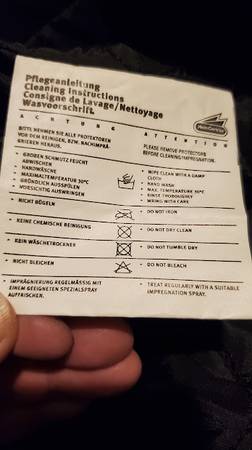 Pflegeanleitung
Cleaning Instructions
Consigne de Lavage/Nettoyage
Wasvoorschrift
ACHTUNG
ATTENTION
BITTE NEHMEN SIE ALLE PROTEKTOREN
VOR DEM REINIGEN, BZW. NACHIMPRÄ-
GNIEREN HERAUS.
PLEASE REMOVE PROTECTORS
BEFORE CLEANING/IMPREGNATION.
• GROBEN SCHMUTZ FEUCHT
ABWISCHEN
• HANDWÄSCHE
• MAXIMALTEMPERATUR 30°C
• GRÜNDLICH AUSSPÜLEN
• VORSICHTIG AUSWRINGEN
• WIPE CLEAN WITH A DAMP
CLOTH
• HAND WASH
• MAX. TEMPERATURE 30°C
• RINSE THOROUGHLY
• WRING WITH CARE
• NICHT BÜGELN
• DO NOT IRON
• KEINE CHEMISCHE REINIGUNG
• DO NOT DRY CLEAN
• KEIN WÄSCHETROCKNER
• DO NOT TUMBLE DRY
• NICHT BLEICHEN
• DO NOT BLEACH
• IMPRÄGNIERUNG REGELMÄSSIG MIT
EINEM GEEIGNETEN SPEZIALSPRAY
AUFFRISCHEN.
• TREAT REGULARLY WITH A SUITABLE
IMPREGNATION SPRAY.